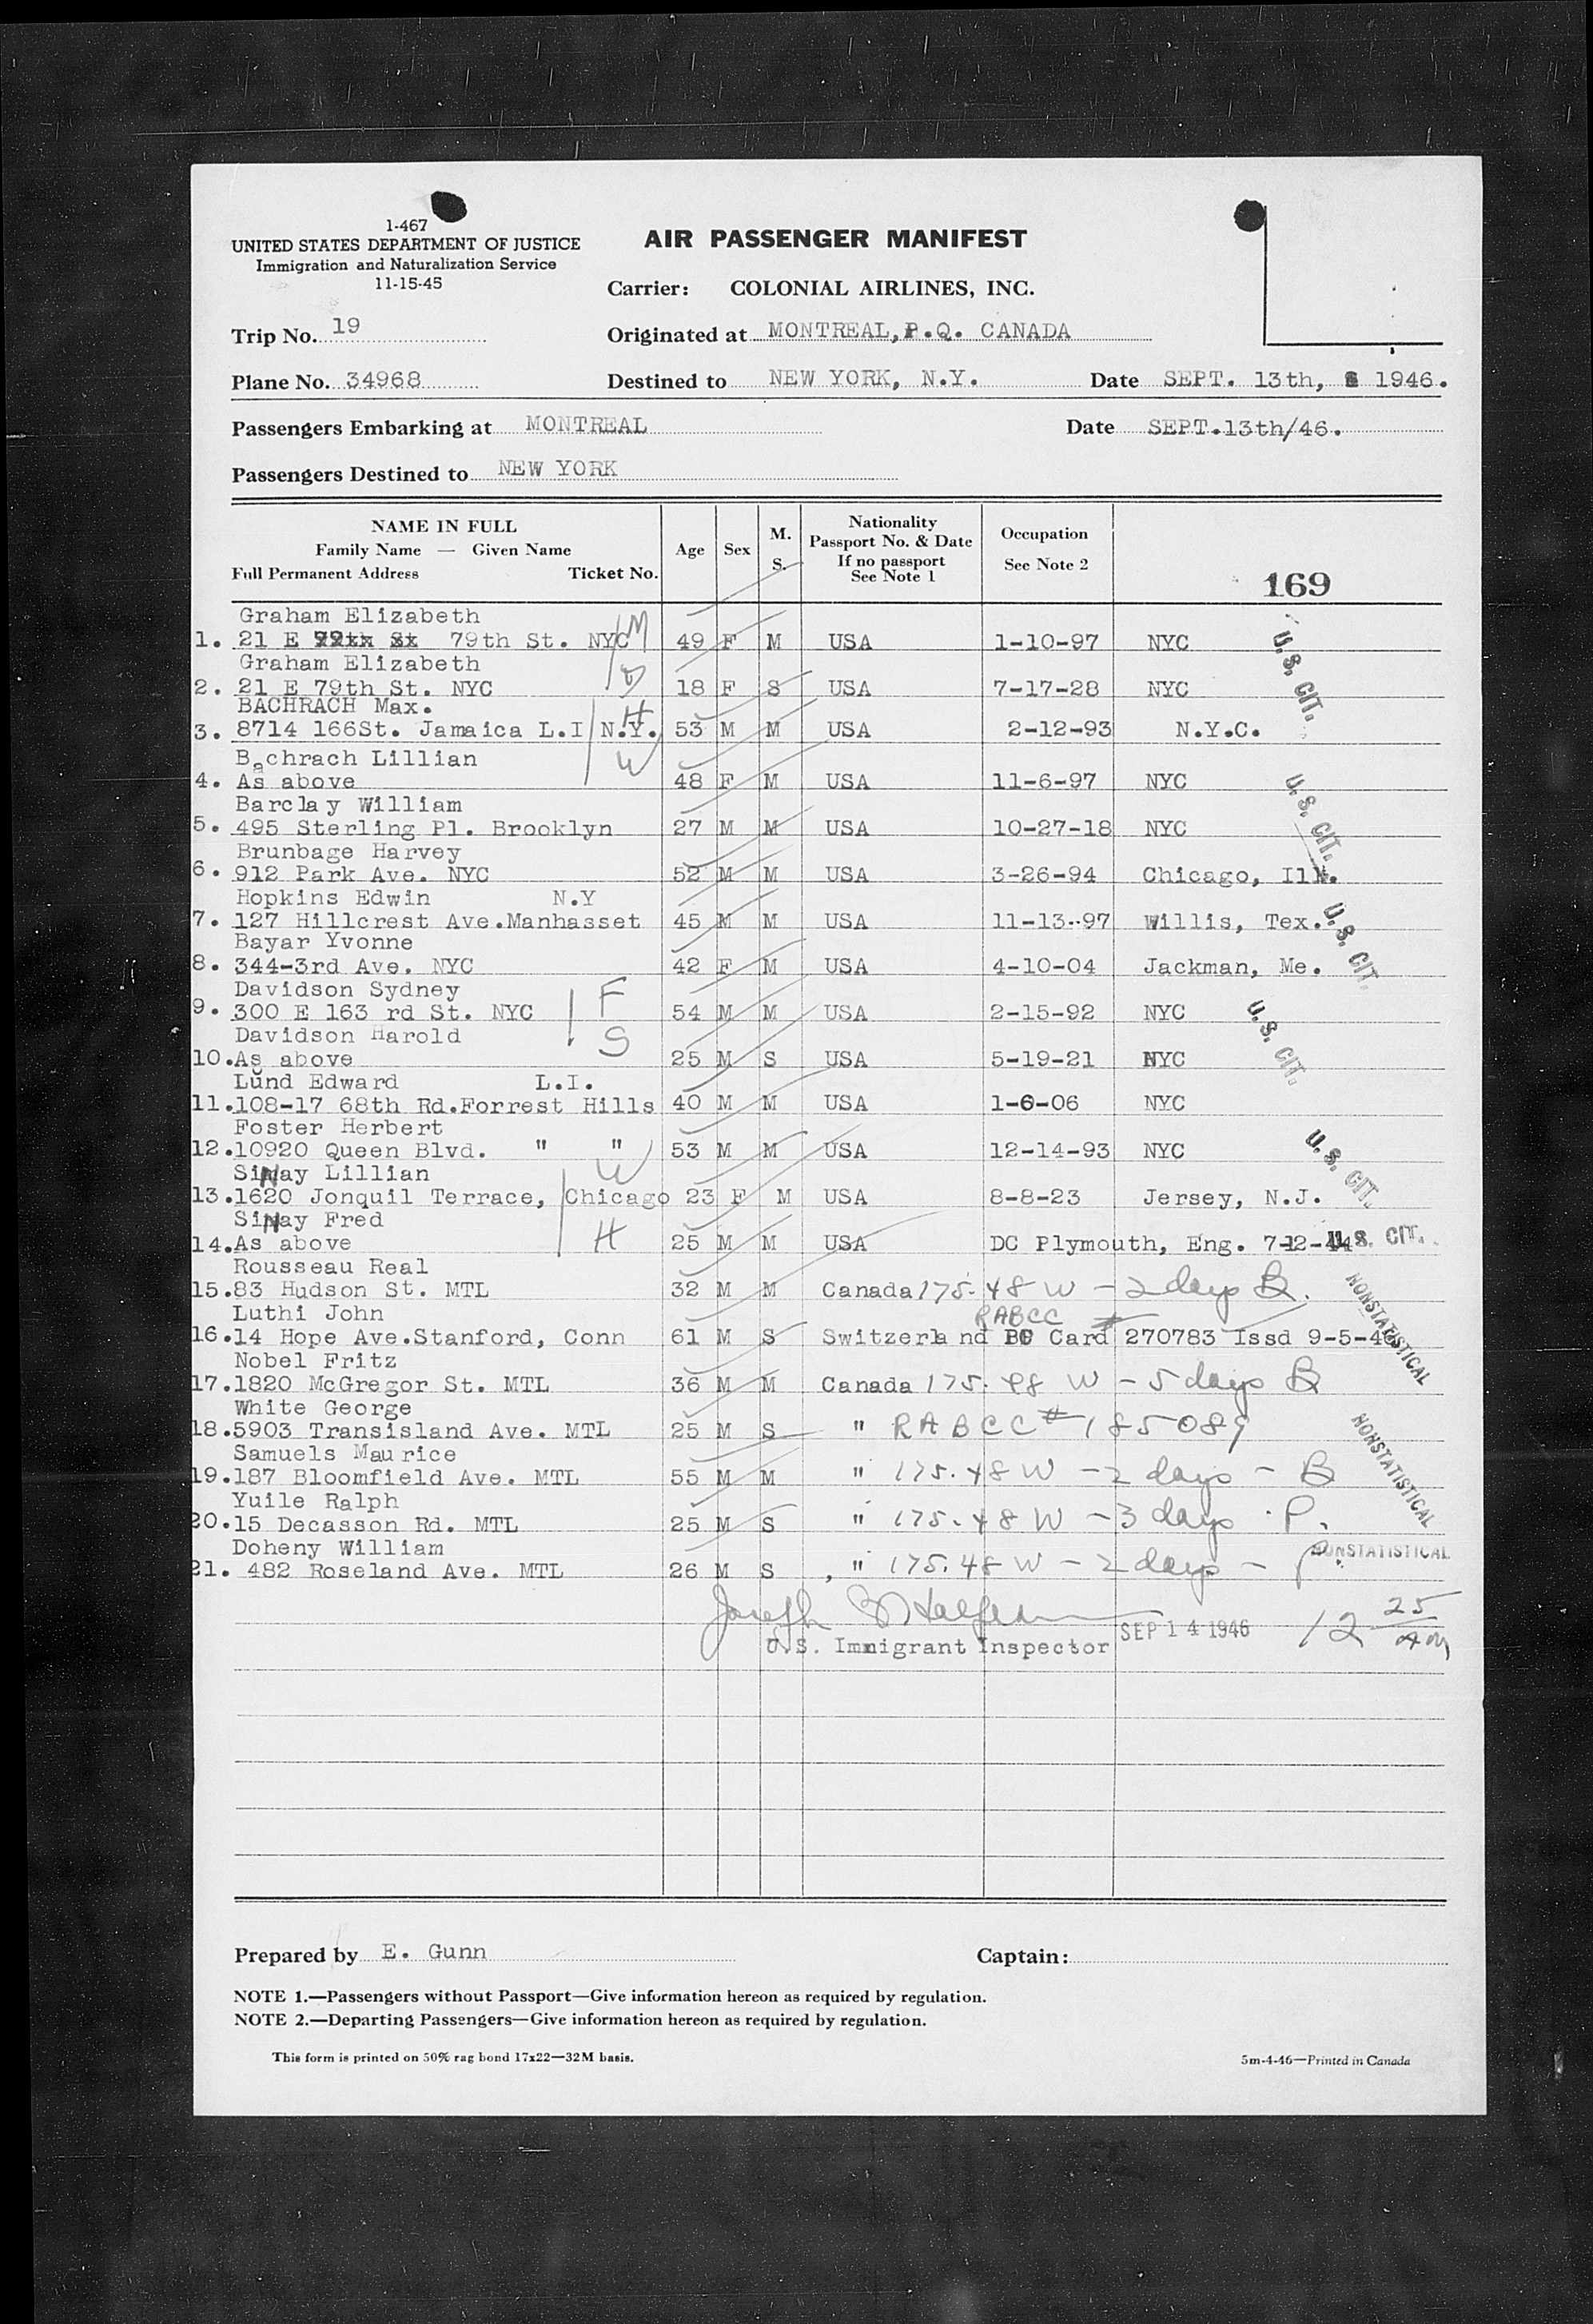 1-467
UNITED STATES DEPARTMENT OF JUSTICE
Immigration and Naturalization Service
11-15-45
AIR PASSENGER MANIFEST
Carrier: COLONIAL AIRLINES, INC.
Trip No. 19 Originated at MONTREAL, P.Q. CANADA
Plane No. 34968 Destined to NEW YORK, N.Y. Date SEPT. 13th, 1946.
Passengers Embarking at MONTREAL Date SEPT.13th/46.
Passengers Destined to NEW YORK
NAME IN FULL
Family Name — Given Name
Full Permanent Address Ticket No.
Age Sex M. S.
Nationality
Passport No. & Date
If no passport
See Note 1
Occupation
See Note 2
169
Graham Elizabeth M
1. 21 E 79th St. NYC 49 F M USA 1-10-97 NYC U.S. CIT.
Graham Elizabeth D
2. 21 E 79th St. NYC 18 F S USA 7-17-28 NYC
BACHRACH Max. H
3. 8714 166St. Jamaica L.I N.Y. 53 M M USA 2-12-93 N.Y.C.
Bachrach Lillian W
4. As above 48 F M USA 11-6-97 NYC U.S. CIT.
Barclay William
5. 495 Sterling Pl. Brooklyn 27 M M USA 10-27-18 NYC
Brunbage Harvey
6. 912 Park Ave. NYC 52 M M USA 3-26-94 Chicago, Ill.
Hopkins Edwin N.Y
7. 127 Hillcrest Ave.Manhasset 45 M M USA 11-13-97 Willis, Tex. U.S. CIT.
Bayar Yvonne
8. 344-3rd Ave. NYC 42 F M USA 4-10-04 Jackman, Me.
Davidson Sydney F
9. 300 E 163 rd St. NYC 54 M M USA 2-15-92 NYC U.S. CIT.
Davidson Harold S
10.As above 25 M S USA 5-19-21 NYC
Lund Edward L.I.
11.108-17 68th Rd.Forrest Hills 40 M M USA 1-6-06 NYC
Foster Herbert
12.10920 Queen Blvd. " " 53 M M USA 12-14-93 NYC U.S. CIT.
SiNay Lillian W
13.1620 Jonquil Terrace, Chicago 23 F M USA 8-8-23 Jersey, N.J.
SiNay Fred H
14.As above 25 M M USA DC Plymouth, Eng. 7-12-44 U.S. CIT.
Rousseau Real
15.83 Hudson St. MTL 32 M M Canada 175.48 W - 2 days B. NONSTATISTICAL
Luthi John RABCC #
16.14 Hope Ave.Stanford, Conn 61 M S Switzerland BC Card 270783 Issd 9-5-46
Nobel Fritz
17.1820 McGregor St. MTL 36 M M Canada 175.48 W - 5 days B
White George
18.5903 Transisland Ave. MTL 25 M S " RABCC # 185089 NONSTATISTICAL
Samuels Maurice
19.187 Bloomfield Ave. MTL 55 M M " 175.48 W - 2 days - B
Yuile Ralph
20.15 Decasson Rd. MTL 25 M S " 175.48 W - 3 days P.
Doheny William
21. 482 Roseland Ave. MTL 26 M S " 175.48 W - 2 days - P. NONSTATISTICAL
Joseph
U.S. Immigrant Inspector SEP 14 1946 12 25 AM
Prepared by E. Gunn Captain:
NOTE 1.—Passengers without Passport—Give information hereon as required by regulation.
NOTE 2.—Departing Passengers—Give information hereon as required by regulation.
This form is printed on 50% rag bond 17x22—32M basis. 5m-4-46—Printed in Canada